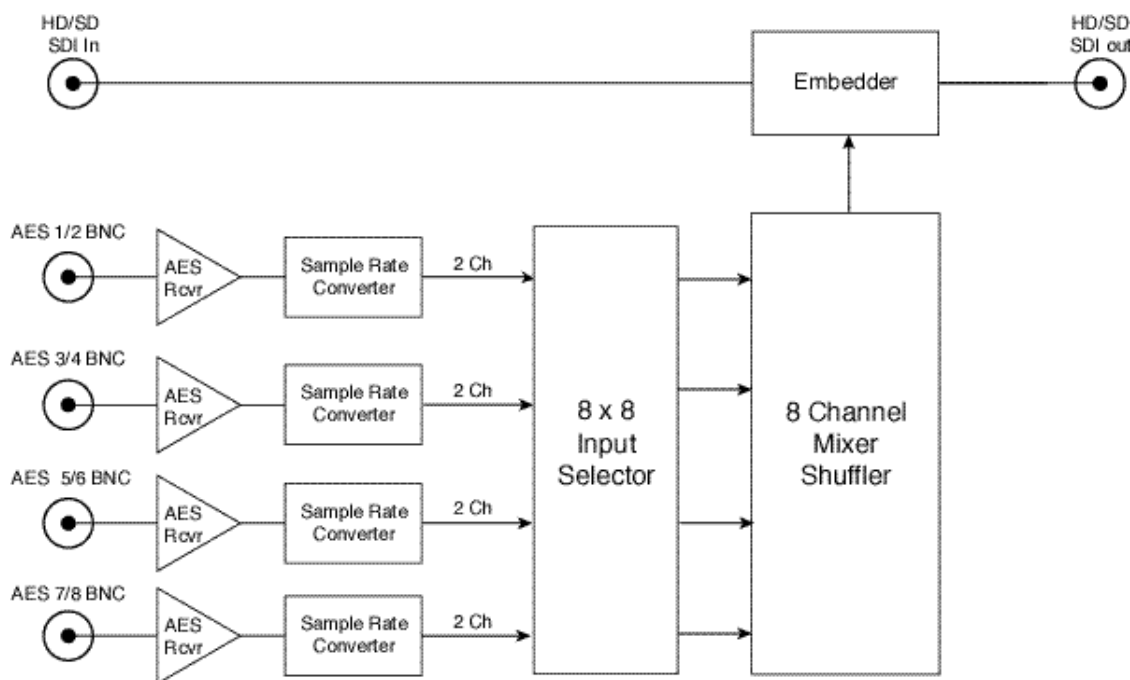 HD/SD
SDI In
HD/SD
SDI out
Embedder
AES 1/2 BNC
AES
Rcvr
Sample Rate
Converter
2 Ch
AES 3/4 BNC
AES
Rcvr
Sample Rate
Converter
2 Ch
8 x 8
Input
Selector
8 Channel
Mixer
Shuffler
AES 5/6 BNC
AES
Rcvr
Sample Rate
Converter
2 Ch
AES 7/8 BNC
AES
Rcvr
Sample Rate
Converter
2 Ch